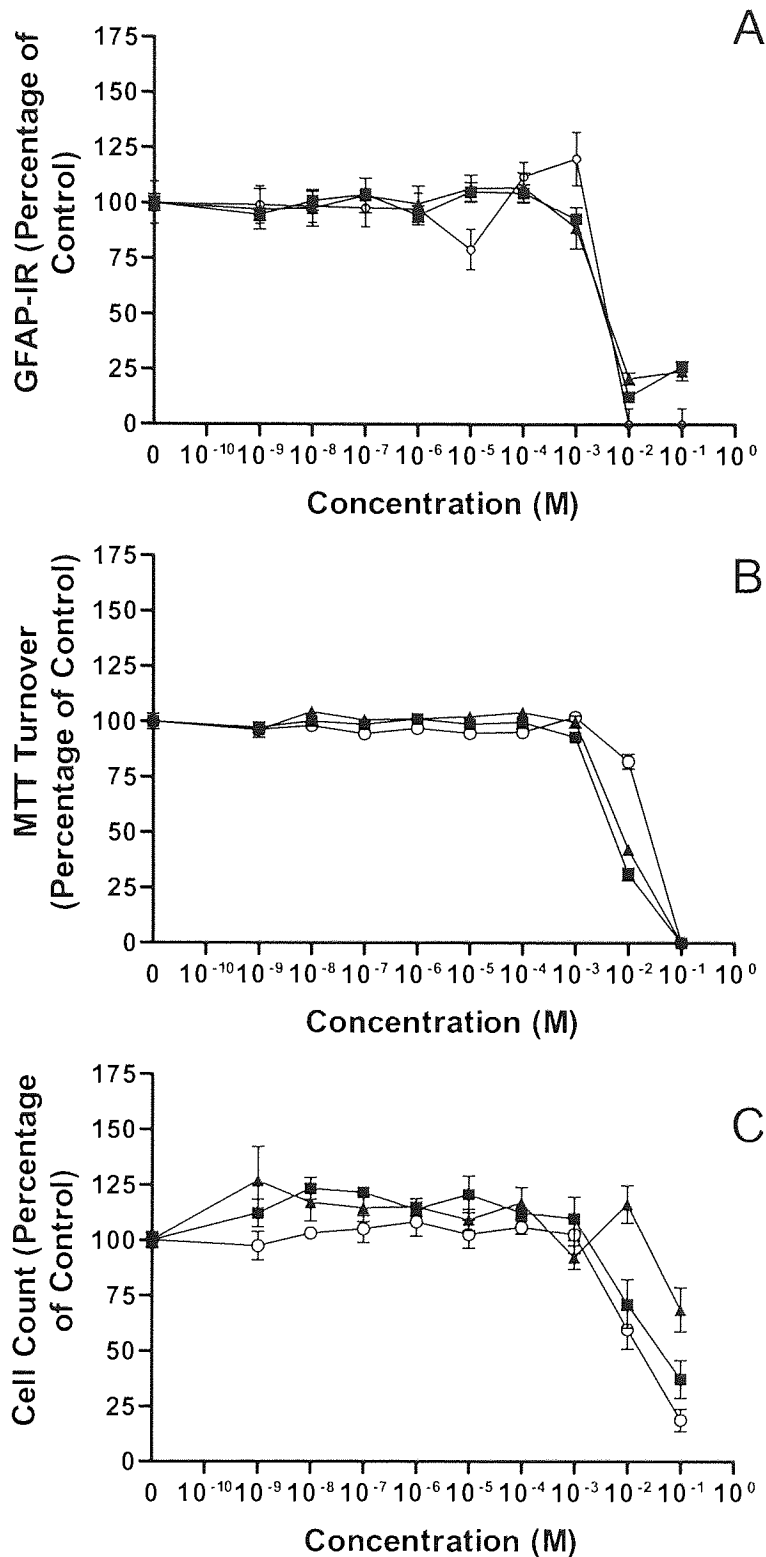 A
GFAP-IR (Percentage of
Control)
175
150
125
100
75
50
25
0
0 10⁻¹⁰ 10⁻⁹ 10⁻⁸ 10⁻⁷ 10⁻⁶ 10⁻⁵ 10⁻⁴ 10⁻³ 10⁻² 10⁻¹ 10⁰
Concentration (M)
B
MTT Turnover
(Percentage of Control)
175
150
125
100
75
50
25
0
0 10⁻¹⁰ 10⁻⁹ 10⁻⁸ 10⁻⁷ 10⁻⁶ 10⁻⁵ 10⁻⁴ 10⁻³ 10⁻² 10⁻¹ 10⁰
Concentration (M)
C
Cell Count (Percentage
of Control)
175
150
125
100
75
50
25
0
0 10⁻¹⁰ 10⁻⁹ 10⁻⁸ 10⁻⁷ 10⁻⁶ 10⁻⁵ 10⁻⁴ 10⁻³ 10⁻² 10⁻¹ 10⁰
Concentration (M)